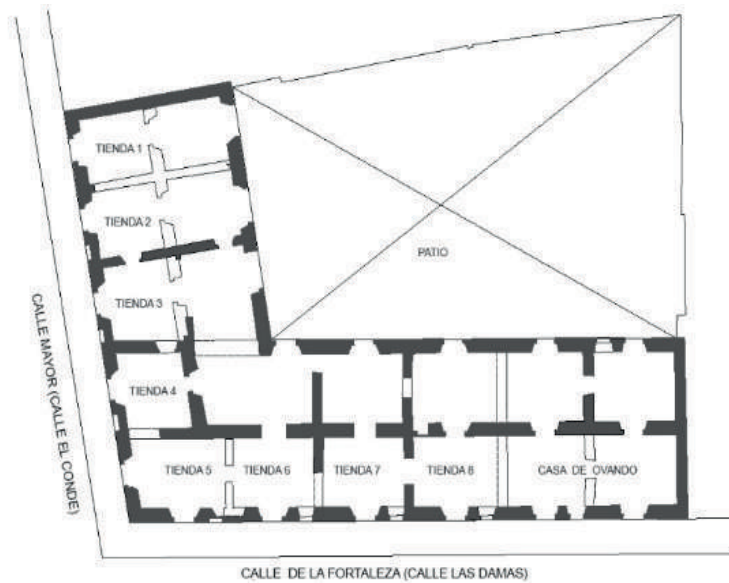 TIENDA 1
TIENDA 2
PATIO
TIENDA 3
CALLE MAYOR (CALLE EL CONDE)
TIENDA 4
TIENDA 5
TIENDA 6
TIENDA 7
TIENDA 8
CASA DE OVANDO
CALLE DE LA FORTALEZA (CALLE LAS DAMAS)